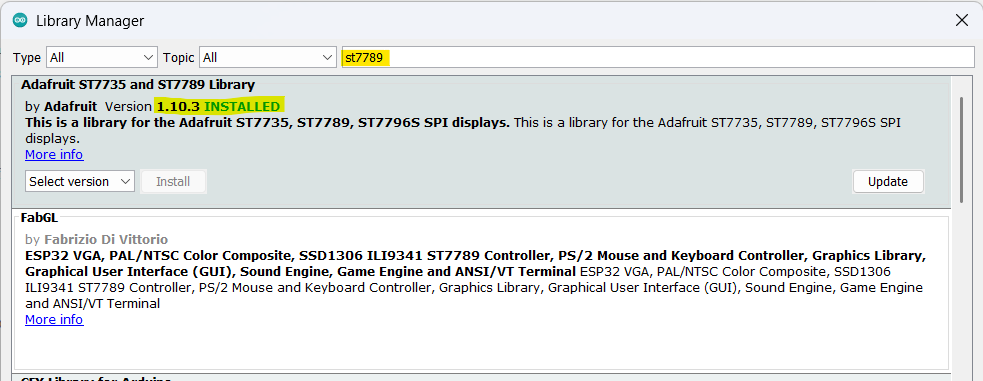 Library Manager
Type All Topic All st7789
Adafruit ST7735 and ST7789 Library
by Adafruit Version 1.10.3 INSTALLED
This is a library for the Adafruit ST7735, ST7789, ST7796S SPI displays. This is a library for the Adafruit ST7735, ST7789, ST7796S SPI
displays.
More info
Select version Install Update
FabGL
by Fabrizio Di Vittorio
ESP32 VGA, PAL/NTSC Color Composite, SSD1306 ILI9341 ST7789 Controller, PS/2 Mouse and Keyboard Controller, Graphics Library,
Graphical User Interface (GUI), Sound Engine, Game Engine and ANSI/VT Terminal ESP32 VGA, PAL/NTSC Color Composite, SSD1306
ILI9341 ST7789 Controller, PS/2 Mouse and Keyboard Controller, Graphics Library, Graphical User Interface (GUI), Sound Engine, Game Engine
and ANSI/VT Terminal
More info
GFX Library for Arduino